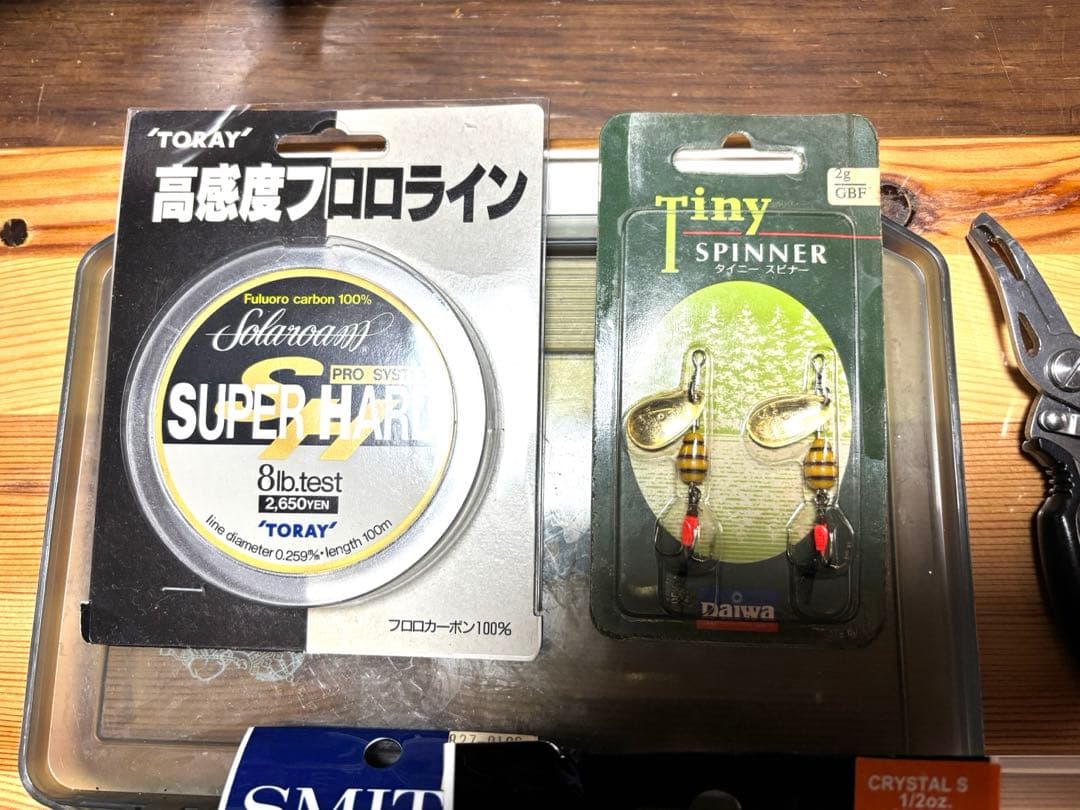 'TORAY'
高感度フロロライン
Fuluoro carbon 100%
Solaroam®
PRO SYST
SUPER HARD
8lb.test
2,650YEN
'TORAY'
line diameter 0.259㎜・length 100m
フロロカーボン100%
2g
GBF
Tiny
SPINNER
タイニー スピナー
Daiwa
SMIT
CRYSTAL S
1/2oz.